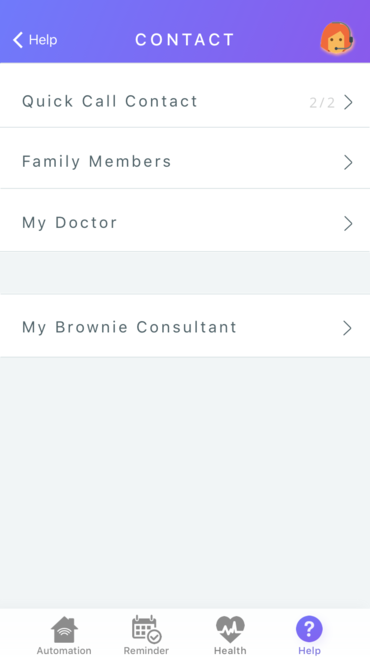 Help
CONTACT
Quick Call Contact 2/2
Family Members
My Doctor
My Brownie Consultant
Automation
Reminder
Health
?
Help